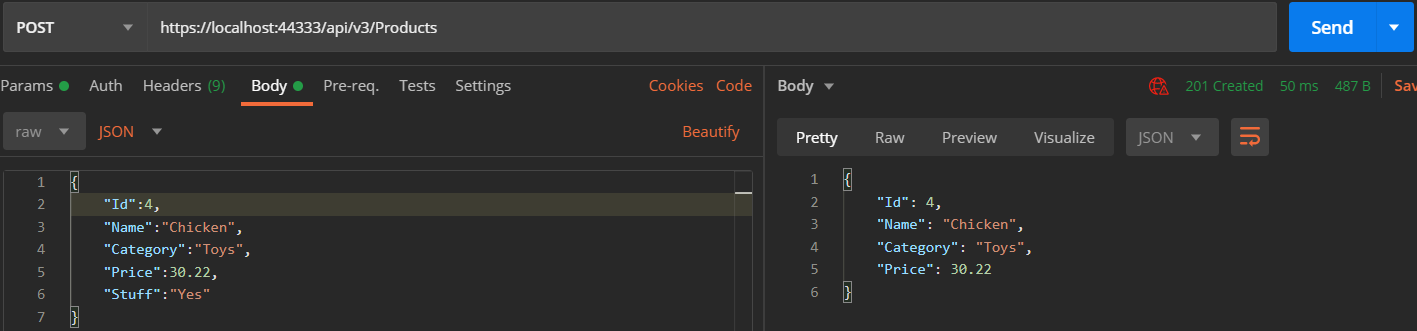 POST https://localhost:44333/api/v3/Products Send
Params Auth Headers (9) Body Pre-req. Tests Settings Cookies Code
raw JSON Beautify
1 {
2 "Id":4,
3 "Name":"Chicken",
4 "Category":"Toys",
5 "Price":30.22,
6 "Stuff":"Yes"
7 }
Body 201 Created 50 ms 487 B Sav
Pretty Raw Preview Visualize JSON
1 {
2 "Id": 4,
3 "Name": "Chicken",
4 "Category": "Toys",
5 "Price": 30.22
6 }